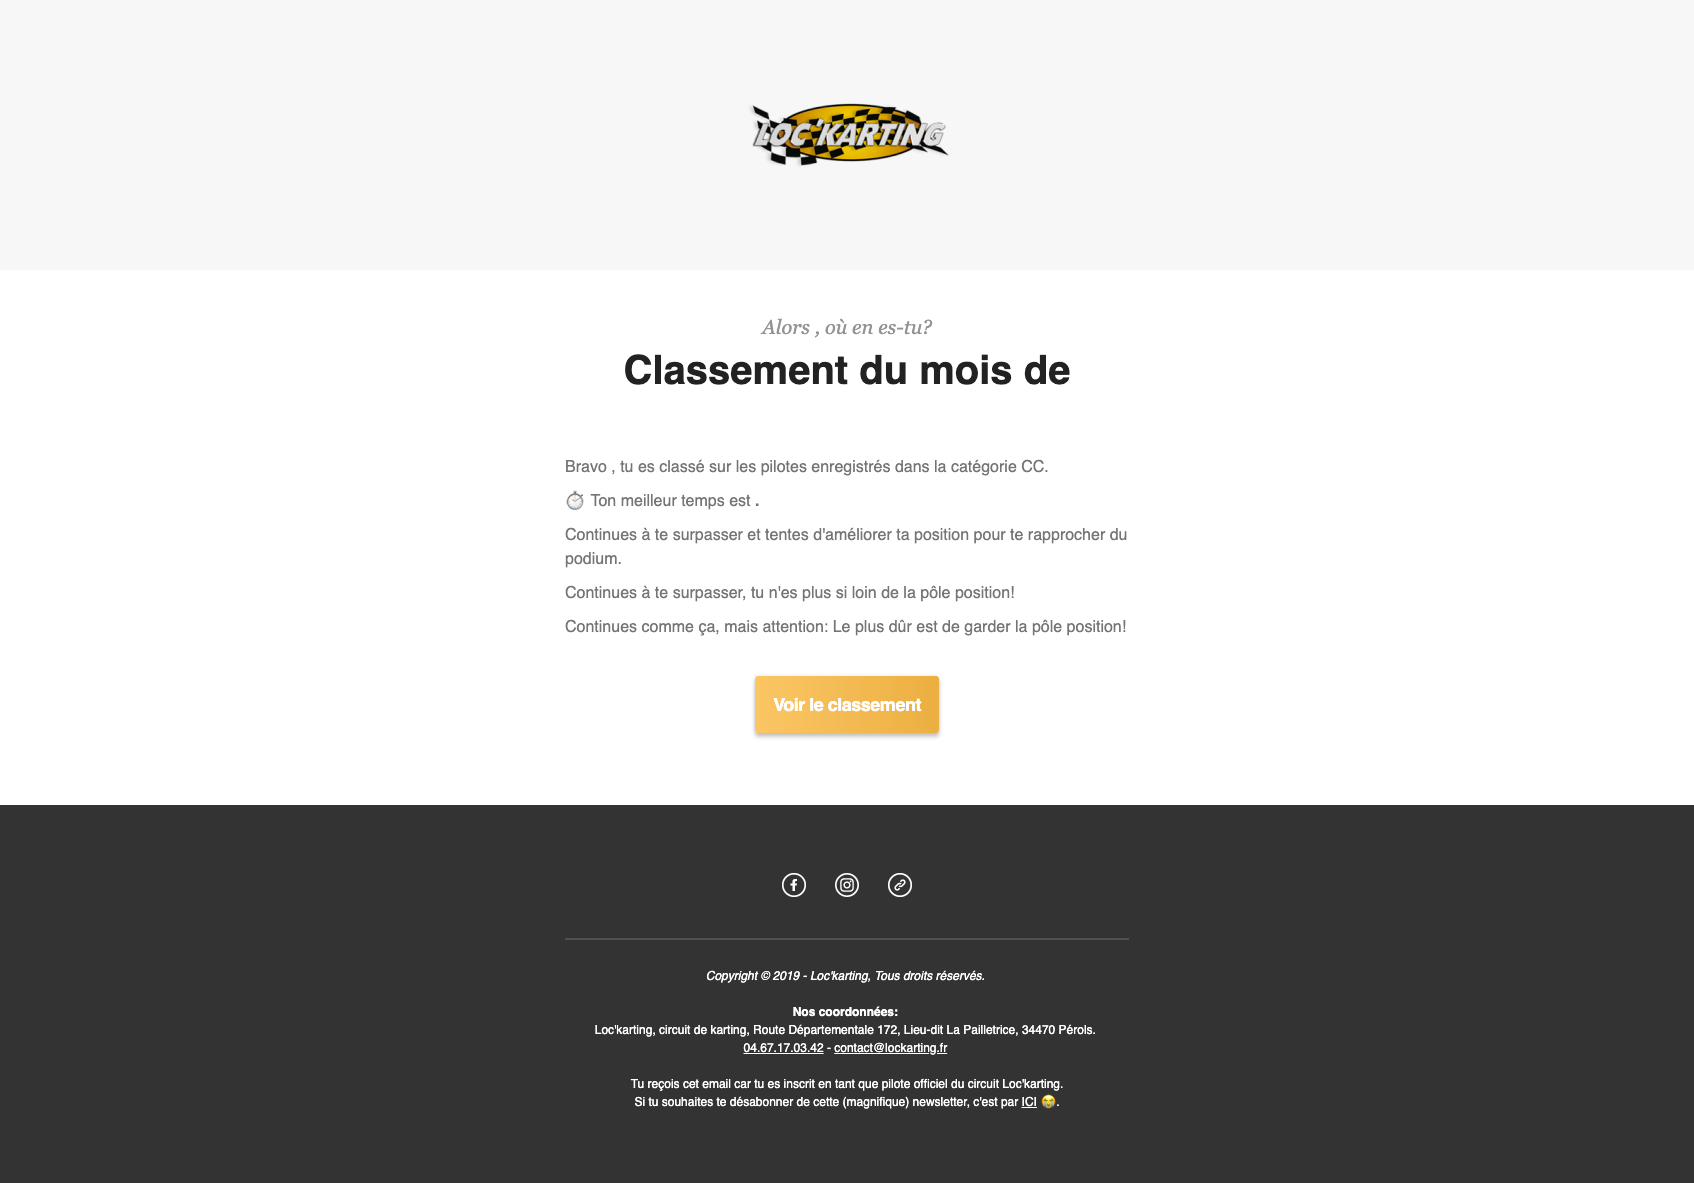 LOC'KARTING
Alors , où en es-tu?
Classement du mois de
Bravo , tu es classé sur les pilotes enregistrés dans la catégorie CC.
⏱ Ton meilleur temps est .
Continues à te surpasser et tentes d'améliorer ta position pour te rapprocher du
podium.
Continues à te surpasser, tu n'es plus si loin de la pôle position!
Continues comme ça, mais attention: Le plus dûr est de garder la pôle position!
Voir le classement
Copyright © 2019 - Loc'karting, Tous droits réservés.
Nos coordonnées:
Loc'karting, circuit de karting, Route Départementale 172, Lieu-dit La Pailletrice, 34470 Pérols.
04.67.17.03.42 - contact@lockarting.fr
Tu reçois cet email car tu es inscrit en tant que pilote officiel du circuit Loc'karting.
Si tu souhaites te désabonner de cette (magnifique) newsletter, c'est par ICI 😭.